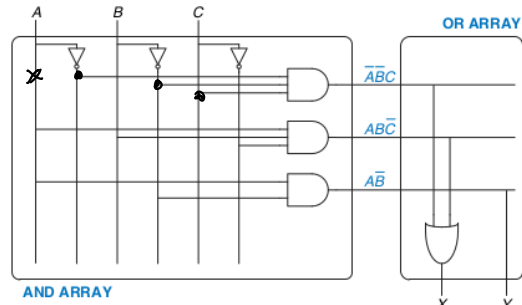 A B C
OR ARRAY
A̅B̅C
ABC̅
AB̅
AND ARRAY
X Y